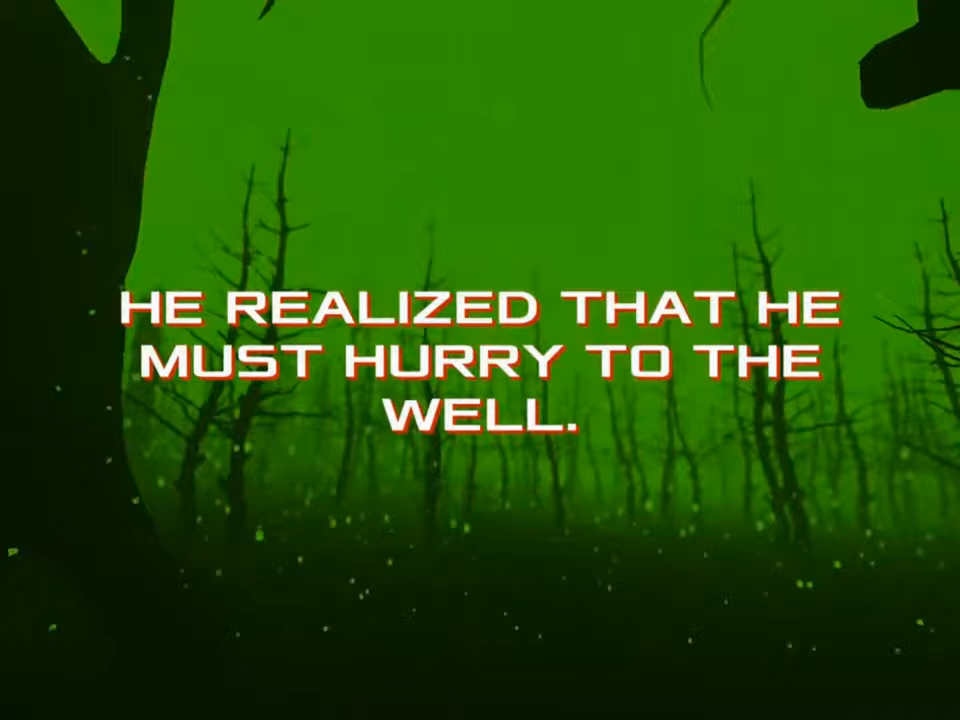 HE REALIZED THAT HE
MUST HURRY TO THE
WELL.